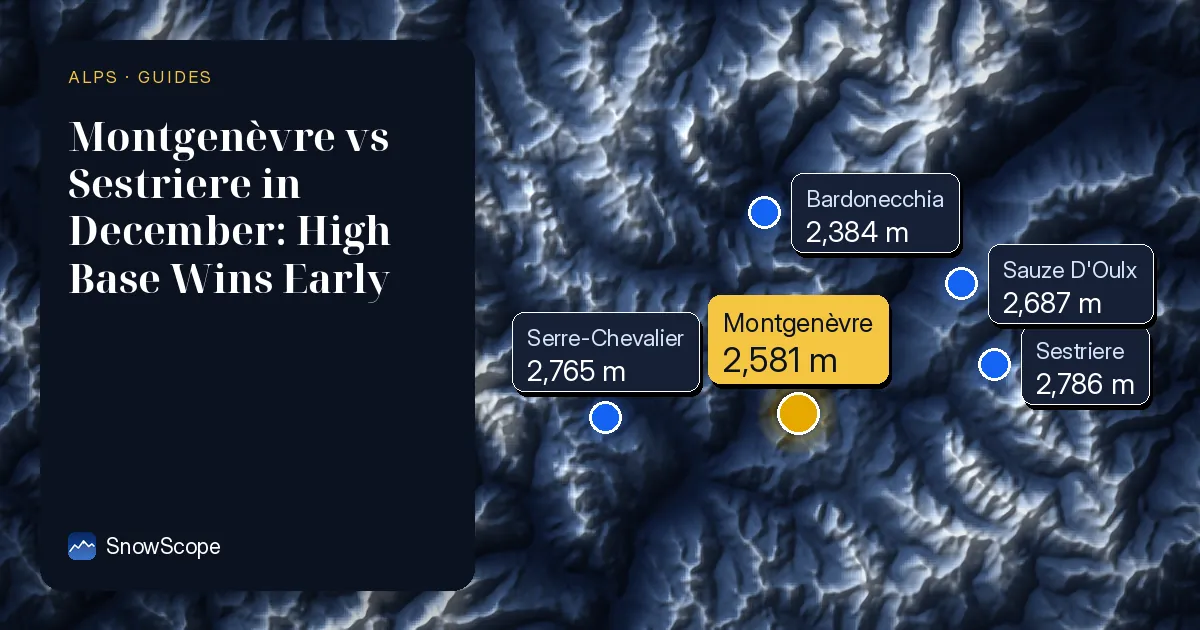 ALPS · GUIDES
Montgenèvre vs
Sestriere in
December: High
Base Wins Early
SnowScope
Bardonecchia
2,384 m
Sauze D'Oulx
2,687 m
Montgenèvre
2,581 m
Serre-Chevalier
2,765 m
Sestriere
2,786 m